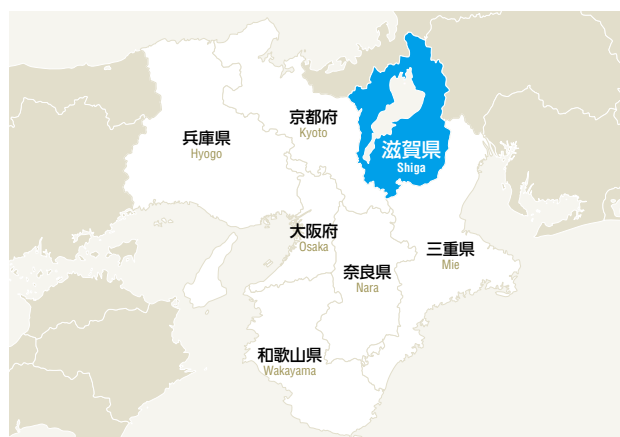 京都府
Kyoto
兵庫県
Hyogo
滋賀県
Shiga
大阪府
Osaka
三重県
Mie
奈良県
Nara
和歌山県
Wakayama